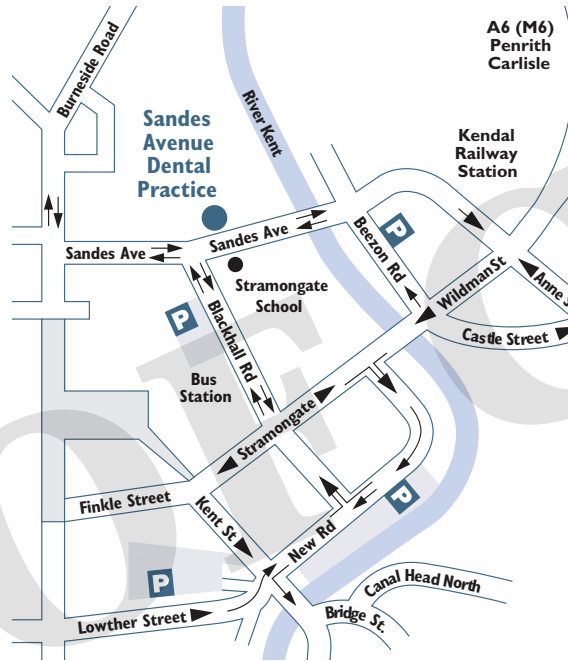 A6 (M6)
Penrith
Carlisle
Burneside Road
Sandes
Avenue
Dental
Practice
River Kent
Kendal
Railway
Station
Sandes Ave
Sandes Ave
Beezon Rd
P
Wildman St
Anne S
Stramongate
School
P
Blackhall Rd
Castle Street
Bus
Station
Stramongate
Finkle Street
Kent St
P
New Rd
P
Canal Head North
Lowther Street
Bridge St.